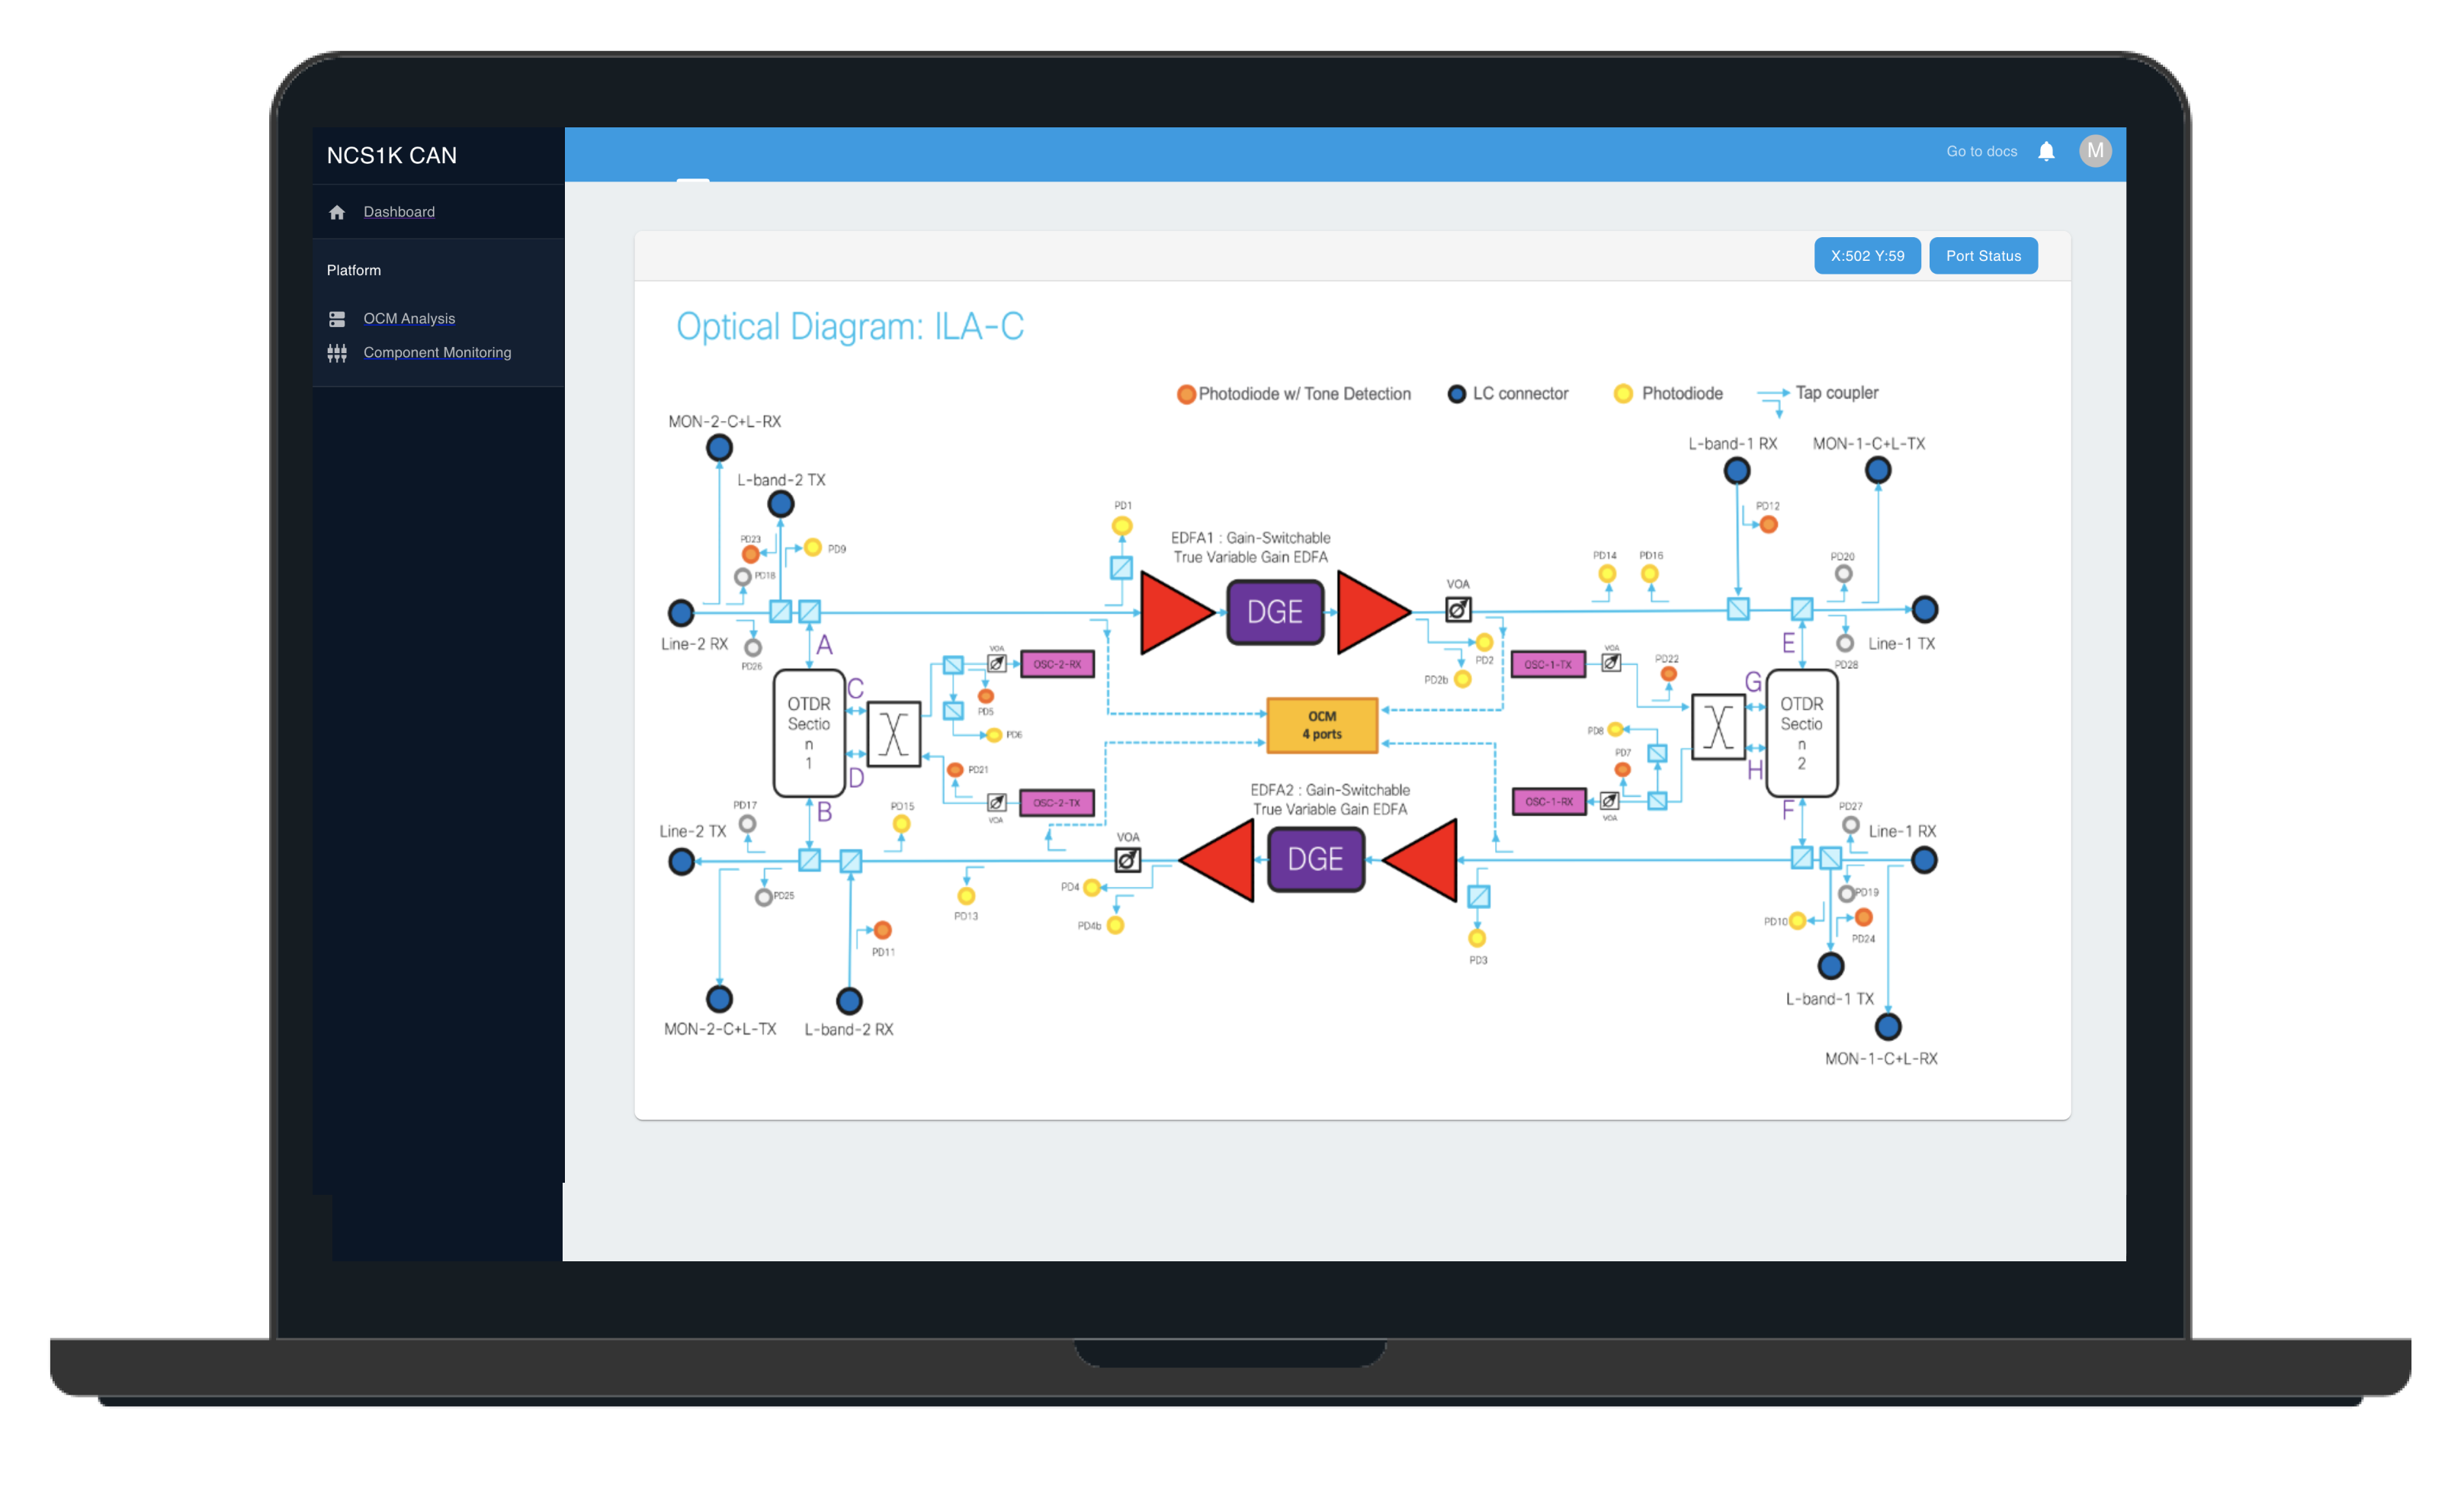 NCS1K CAN
Go to docs
M
Dashboard
Platform
OCM Analysis
Component Monitoring
X:502 Y:59
Port Status
Optical Diagram: ILA-C
Photodiode w/ Tone Detection
LC connector
Photodiode
Tap coupler
MON-2-C+L-RX
L-band-1 RX
MON-1-C+L-TX
L-band-2 TX
PD1
PD12
PD23
PD9
EDFA1 : Gain-Switchable
True Variable Gain EDFA
PD14
PD16
PD20
PD18
VOA
DGE
Line-2 RX
A
E
Line-1 TX
PD26
VOA
OSC-2-RX
PD2
OSC-1-TX
VOA
PD22
PD28
PD2b
C
G
OTDR
Sectio
n
1
PD5
OCM
4 ports
OTDR
Sectio
n
2
PD6
PD8
PD7
D
PD21
H
EDFA2 : Gain-Switchable
True Variable Gain EDFA
OSC-2-TX
VOA
OSC-1-RX
VOA
PD17
B
PD15
F
PD27
Line-2 TX
VOA
Line-1 RX
DGE
PD25
PD4
PD19
PD13
PD4b
PD10
PD24
PD11
PD3
L-band-1 TX
MON-2-C+L-TX
L-band-2 RX
MON-1-C+L-RX